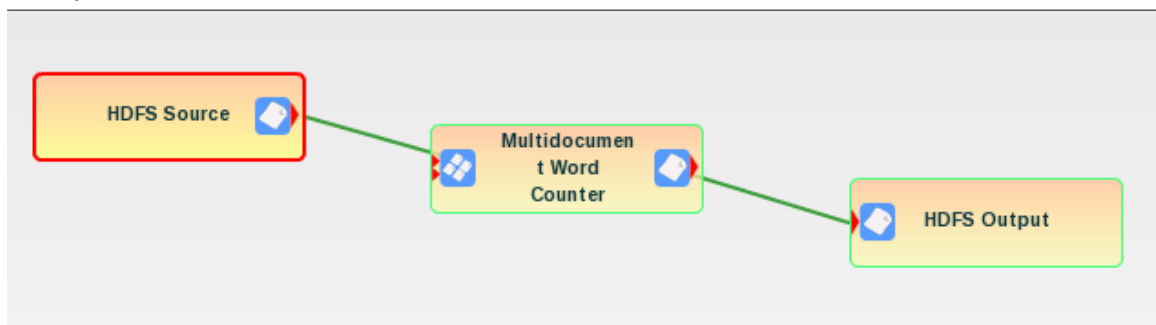 HDFS Source
Multidocumen
t Word
Counter
HDFS Output